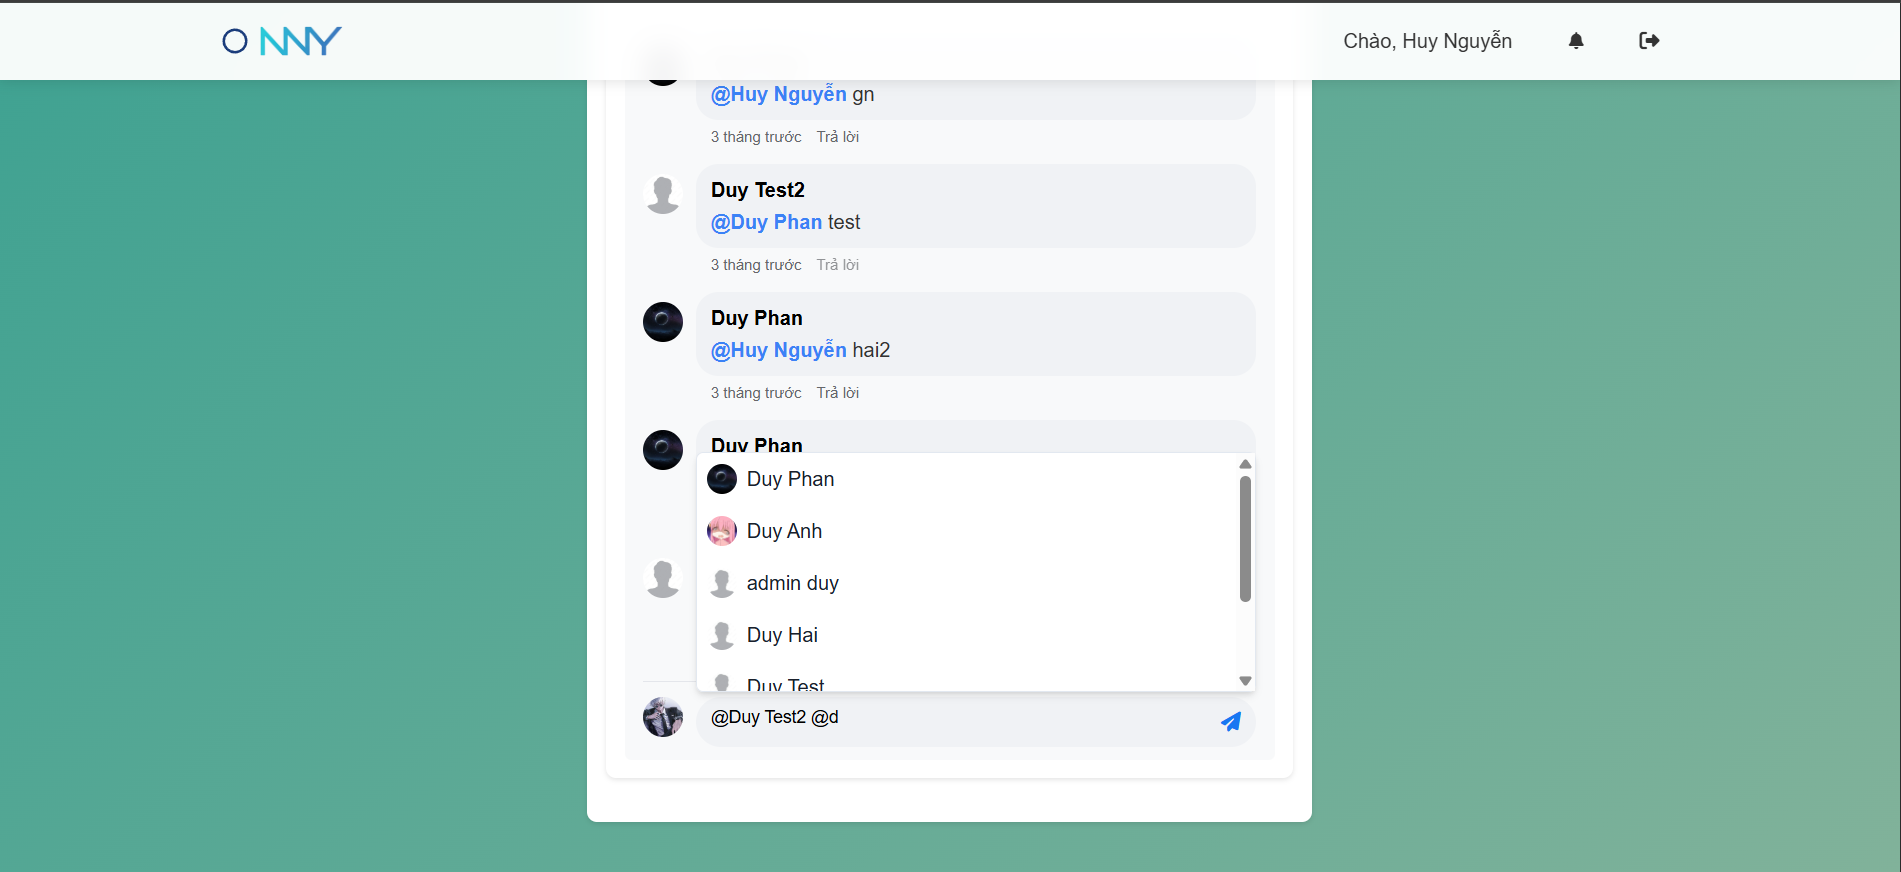 O NNY
Chào, Huy Nguyễn
@Huy Nguyễn gn
3 tháng trước Trả lời
Duy Test2
@Duy Phan test
3 tháng trước Trả lời
Duy Phan
@Huy Nguyễn hai2
3 tháng trước Trả lời
Duy Phan
Duy Phan
Duy Anh
admin duy
Duy Hai
Duy Test
@Duy Test2 @d